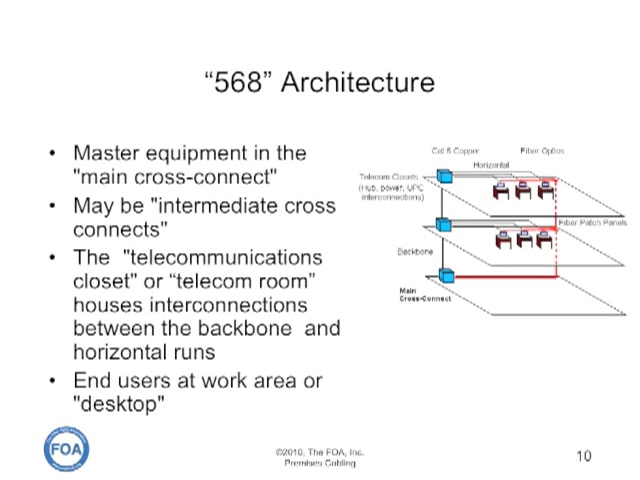 “568” Architecture
• Master equipment in the
"main cross-connect"
• May be "intermediate cross
connects"
• The "telecommunications
closet" or “telecom room”
houses interconnections
between the backbone and
horizontal runs
• End users at work area or
"desktop"
Cat 5 Copper
Fiber Optics
Horizontal
Telecom Closets
(Hub, power, UPC
interconnections)
Fiber Patch Panels
Backbone
Main
Cross-Connect
FOA
©2010, The FOA, Inc.
Premises Cabling
10